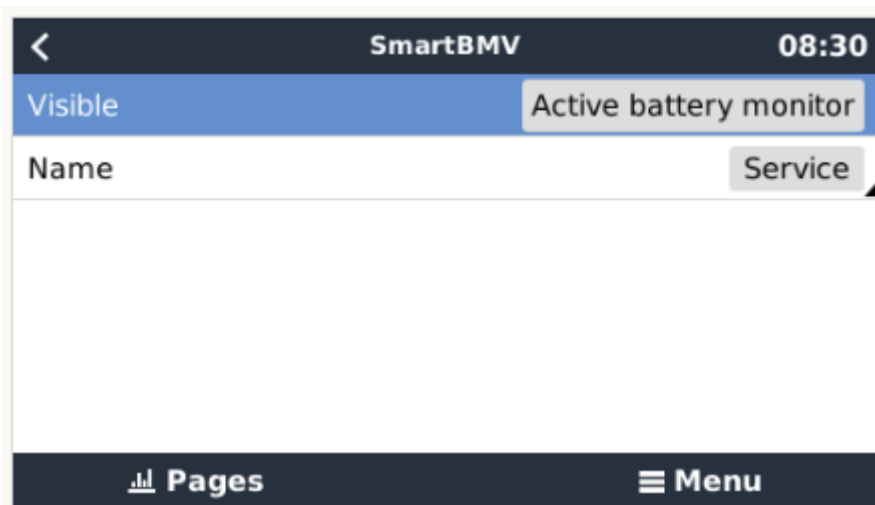 SmartBMV 08:30
Visible Active battery monitor
Name Service
Pages Menu